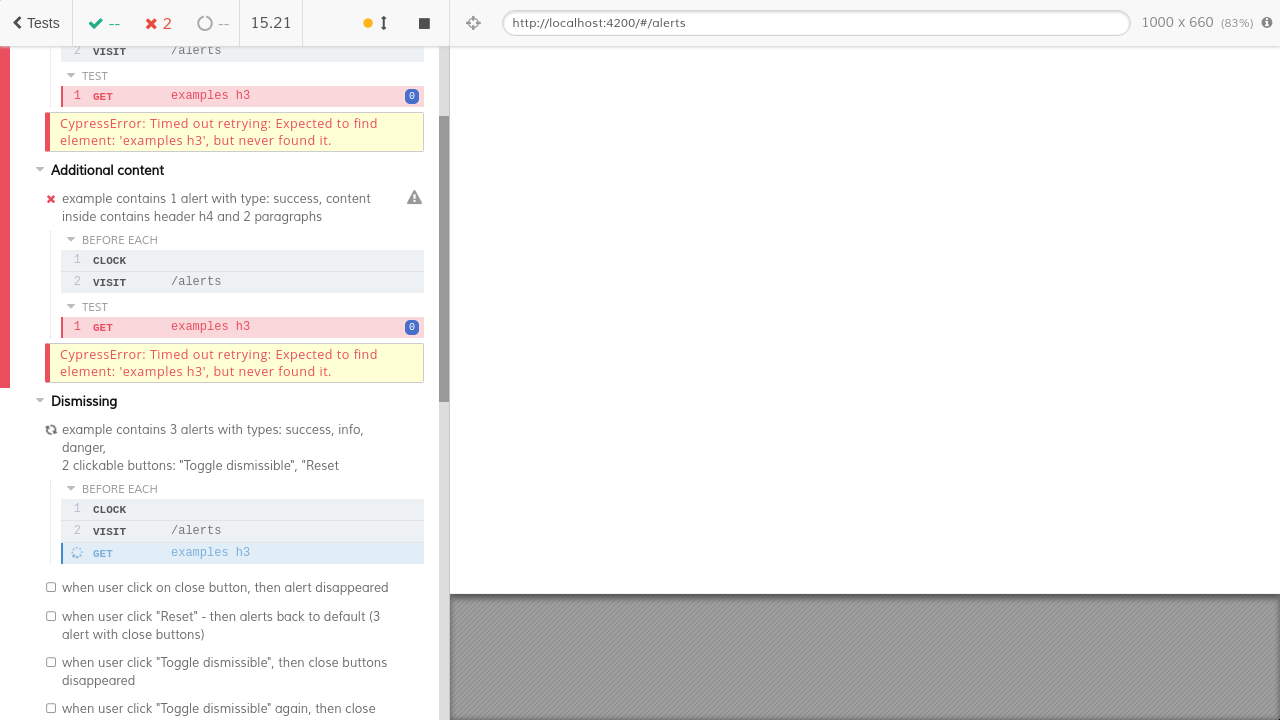 Tests -- 2 -- 15.21 http://localhost:4200/#/alerts 1000 x 660 (83%)
2 VISIT /alerts
TEST
1 GET examples h3 0
CypressError: Timed out retrying: Expected to find
element: 'examples h3', but never found it.
Additional content
example contains 1 alert with type: success, content
inside contains header h4 and 2 paragraphs
BEFORE EACH
1 CLOCK
2 VISIT /alerts
TEST
1 GET examples h3 0
CypressError: Timed out retrying: Expected to find
element: 'examples h3', but never found it.
Dismissing
example contains 3 alerts with types: success, info,
danger,
2 clickable buttons: "Toggle dismissible", "Reset
BEFORE EACH
1 CLOCK
2 VISIT /alerts
GET examples h3
when user click on close button, then alert disappeared
when user click "Reset" - then alerts back to default (3
alert with close buttons)
when user click "Toggle dismissible", then close buttons
disappeared
when user click "Toggle dismissible" again, then close